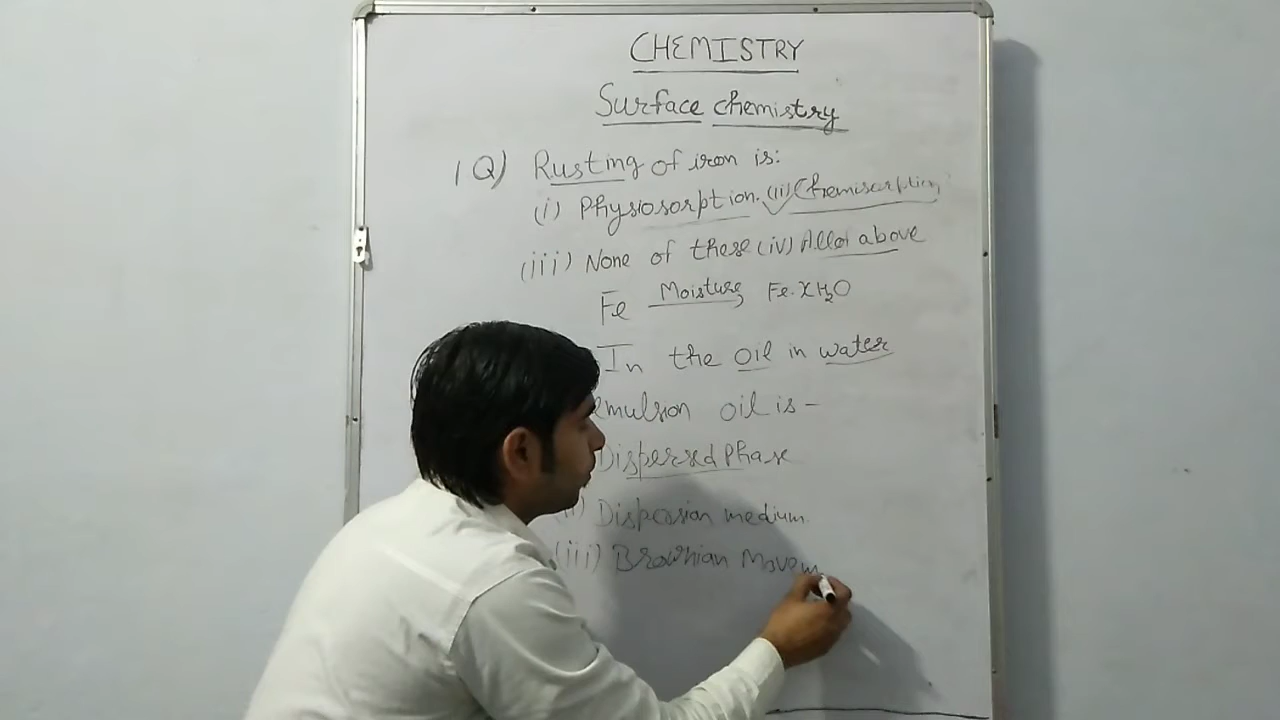 CHEMISTRY
Surface chemistry
1Q) Rusting of iron is:
(i) Physiosorption. (ii) Chemisorption
(iii) None of these (iv) All of above
Fe Moisture Fe.XH₂O
In the oil in water
emulsion oil is -
Dispersed Phase
(ii) Dispersion medium.
(iii) Brownian Movem